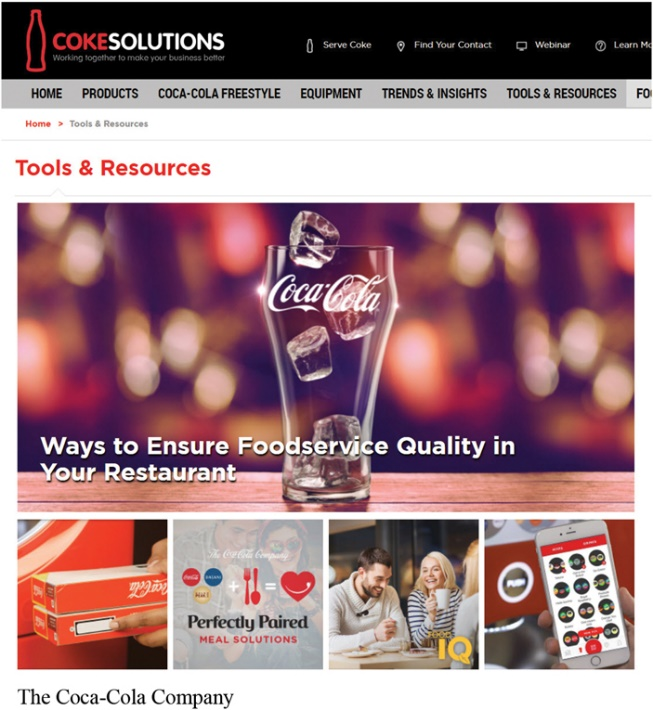 COKESOLUTIONS
Working together to make your business better
Serve Coke
Find Your Contact
Webinar
Learn Mo
HOME
PRODUCTS
COCA-COLA FREESTYLE
EQUIPMENT
TRENDS & INSIGHTS
TOOLS & RESOURCES
FO
Home > Tools & Resources
Tools & Resources
Coca-Cola
Ways to Ensure Foodservice Quality in
Your Restaurant
Coca-Cola
The Coca-Cola Company
+ =
Perfectly Paired
MEAL SOLUTIONS
IQ
PUSH
The Coca-Cola Company